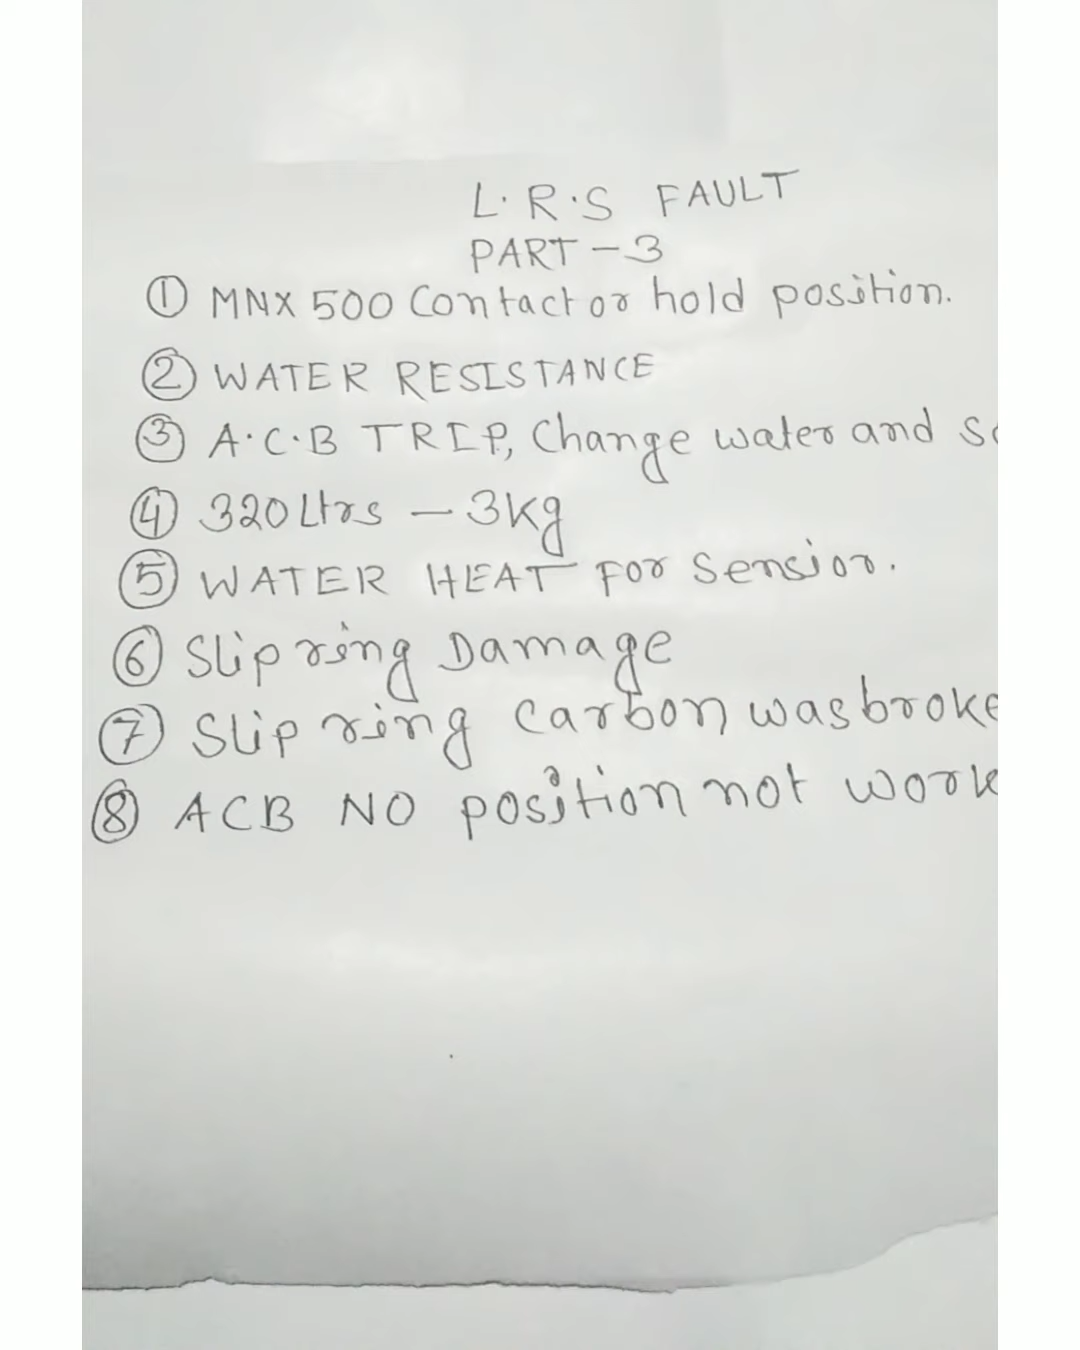 L.R.S FAULT
PART-3
① MNX 500 Contactor hold position.
② WATER RESISTANCE
③ A.C.B TRIP, Change water and
④ 320 Ltrs - 3kg
⑤ WATER HEAT For Sensior.
⑥ Slip ring Damage
⑦ Slip ring Carbon was broke
⑧ ACB NO position not work